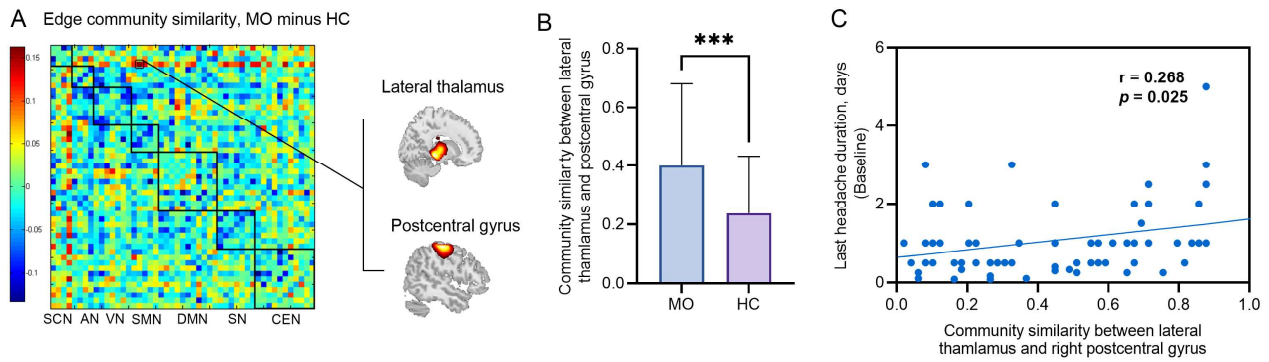 A
Edge community similarity, MO minus HC
0.15
0.1
0.05
0
-0.05
-0.1
SCN AN VN SMN DMN SN CEN
Lateral thalamus
Postcentral gyrus
B
Community similarity between lateral
thamlamus and postcentral gyrus
0.8
0.6
0.4
0.2
0.0
***
MO HC
C
Last headache duration, days
(Baseline)
6
4
2
0
r = 0.268
p = 0.025
0.0 0.2 0.4 0.6 0.8 1.0
Community similarity between lateral
thamlamus and right postcentral gyrus